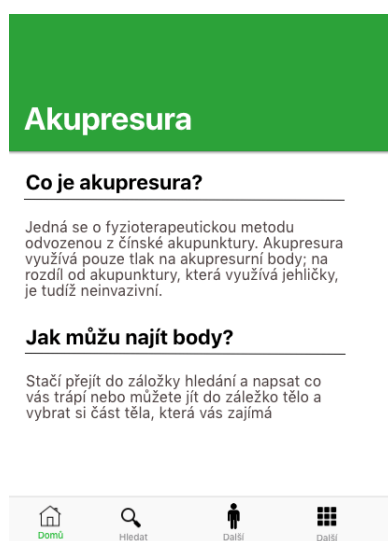 Akupresura
Co je akupresura?
Jedná se o fyzioterapeutickou metodu
odvozenou z čínské akupunktury. Akupresura
využívá pouze tlak na akupresurní body; na
rozdíl od akupunktury, která využívá jehličky,
je tudíž neinvazivní.
Jak můžu najít body?
Stačí přejít do záložky hledání a napsat co
vás trápí nebo můžete jít do záležko tělo a
vybrat si část těla, která vás zajímá
Domů Hledat Další Další